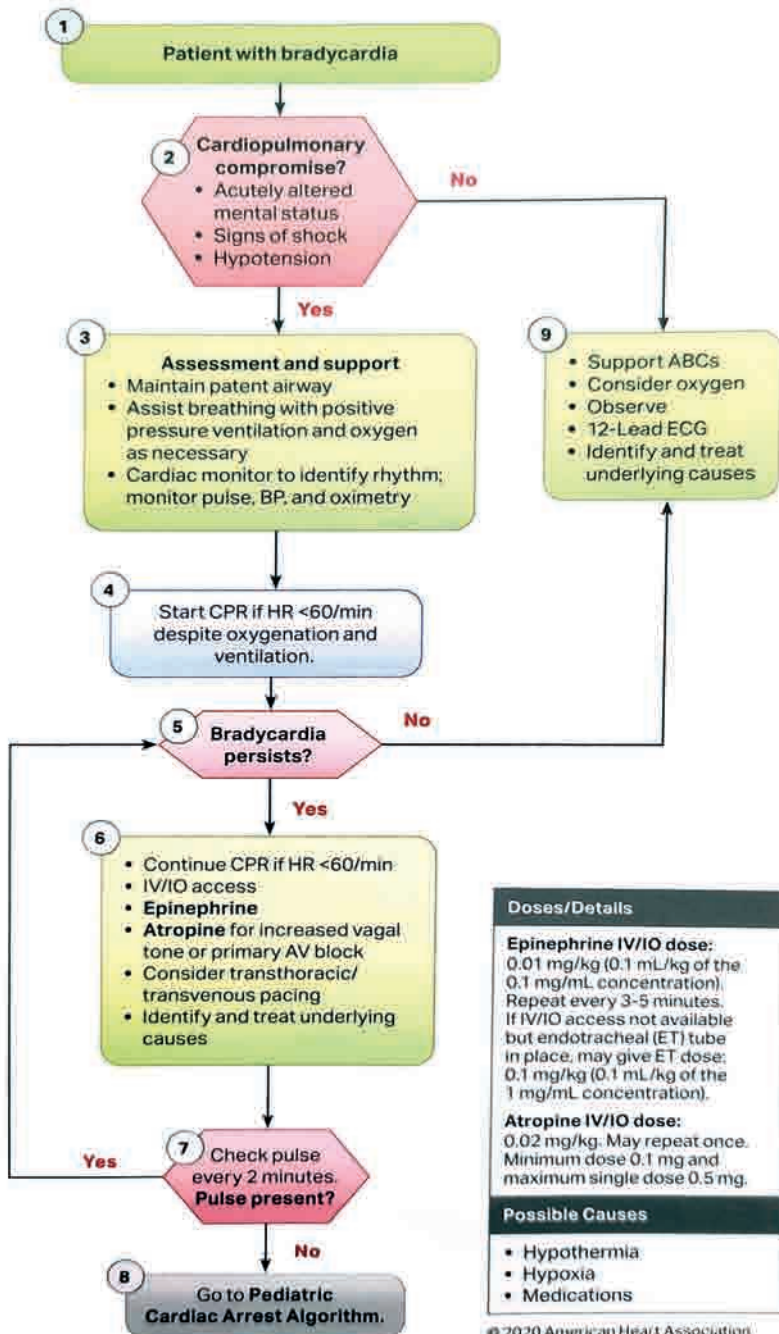 1
Patient with bradycardia
2
Cardiopulmonary
compromise?
• Acutely altered
mental status
• Signs of shock
• Hypotension
No
Yes
3
Assessment and support
• Maintain patent airway
• Assist breathing with positive
pressure ventilation and oxygen
as necessary
• Cardiac monitor to identify rhythm;
monitor pulse, BP, and oximetry
9
• Support ABCs
• Consider oxygen
• Observe
• 12-Lead ECG
• Identify and treat
underlying causes
4
Start CPR if HR <60/min
despite oxygenation and
ventilation.
5
Bradycardia
persists?
No
Yes
6
• Continue CPR if HR <60/min
• IV/IO access
• Epinephrine
• Atropine for increased vagal
tone or primary AV block
• Consider transthoracic/
transvenous pacing
• Identify and treat underlying
causes
7
Check pulse
every 2 minutes.
Pulse present?
Yes
No
8
Go to Pediatric
Cardiac Arrest Algorithm.
Doses/Details
Epinephrine IV/IO dose:
0.01 mg/kg (0.1 mL/kg of the
0.1 mg/mL concentration).
Repeat every 3-5 minutes.
If IV/IO access not available
but endotracheal (ET) tube
in place, may give ET dose:
0.1 mg/kg (0.1 mL/kg of the
1 mg/mL concentration).
Atropine IV/IO dose:
0.02 mg/kg. May repeat once.
Minimum dose 0.1 mg and
maximum single dose 0.5 mg.
Possible Causes
• Hypothermia
• Hypoxia
• Medications
© 2020 American Heart Association